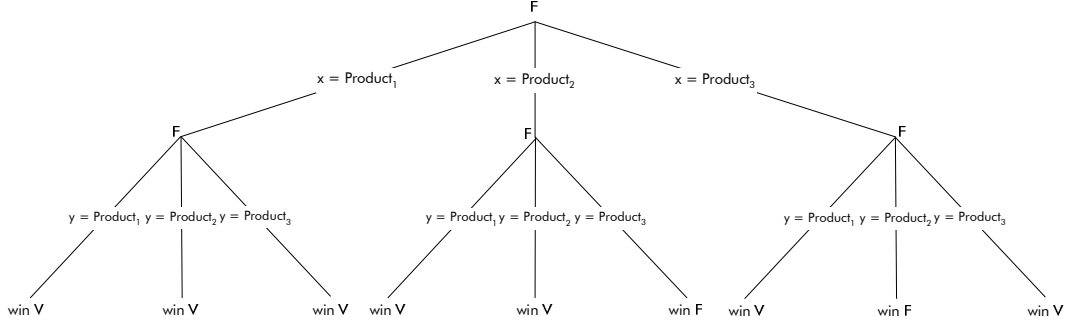 F
x = Product₁ x = Product₂ x = Product₃
F F F
y = Product₁ y = Product₂ y = Product₃ y = Product₁ y = Product₂ y = Product₃ y = Product₁ y = Product₂ y = Product₃
win V win V win V win V win V win F win V win F win V